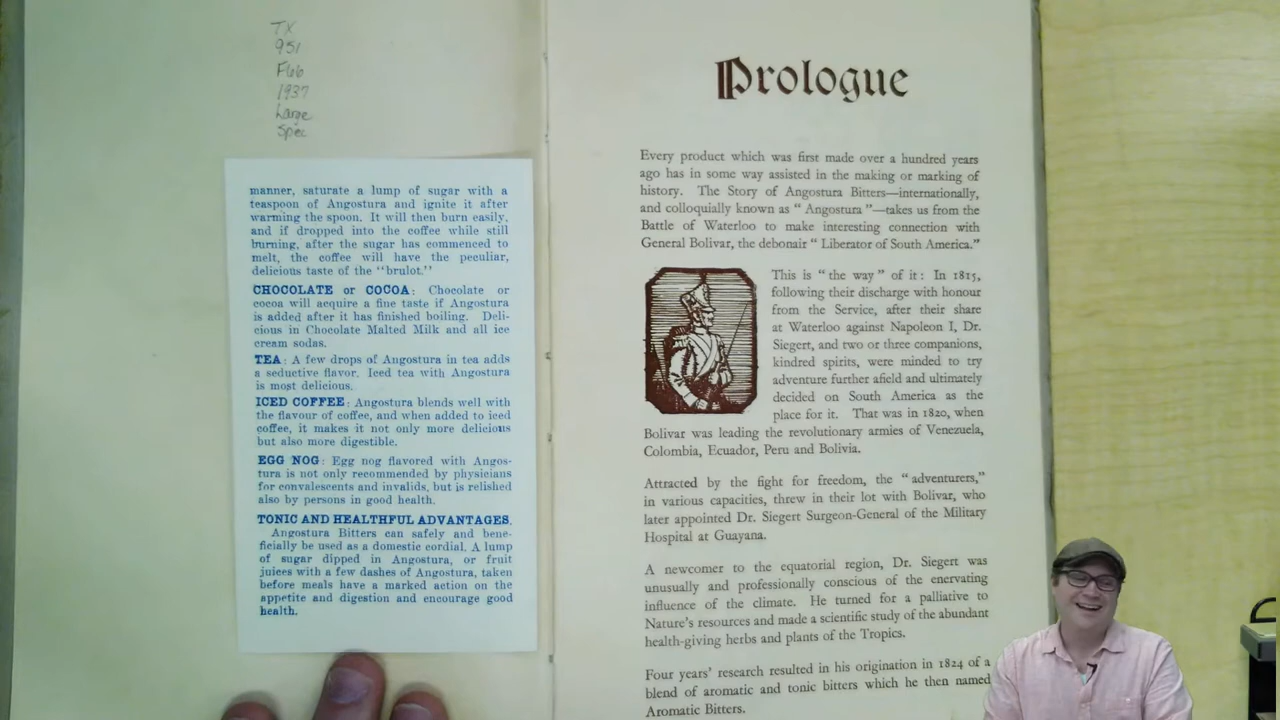 TX
951
F66
1937
Large
Spec
manner, saturate a lump of sugar with a
teaspoon of Angostura and ignite it after
warming the spoon. It will then burn easily,
and if dropped into the coffee while still
burning, after the sugar has commenced to
melt, the coffee will have the peculiar,
delicious taste of the "brulot."
CHOCOLATE or COCOA: Chocolate or
cocoa will acquire a fine taste if Angostura
is added after it has finished boiling. Deli-
cious in Chocolate Malted Milk and all ice
cream sodas.
TEA: A few drops of Angostura in tea adds
a seductive flavor. Iced tea with Angostura
is most delicious.
ICED COFFEE: Angostura blends well with
the flavour of coffee, and when added to iced
coffee, it makes it not only more delicious
but also more digestible.
EGG NOG: Egg nog flavored with Angos-
tura is not only recommended by physicians
for convalescents and invalids, but is relished
also by persons in good health.
TONIC AND HEALTHFUL ADVANTAGES.
Angostura Bitters can safely and bene-
ficially be used as a domestic cordial. A lump
of sugar dipped in Angostura, or fruit
juices with a few dashes of Angostura, taken
before meals have a marked action on the
appetite and digestion and encourage good
health.
Prologue
Every product which was first made over a hundred years
ago has in some way assisted in the making or marking of
history. The Story of Angostura Bitters—internationally,
and colloquially known as " Angostura "—takes us from the
Battle of Waterloo to make interesting connection with
General Bolivar, the debonair " Liberator of South America."
This is " the way " of it : In 1815,
following their discharge with honour
from the Service, after their share
at Waterloo against Napoleon I, Dr.
Siegert, and two or three companions,
kindred spirits, were minded to try
adventure further afield and ultimately
decided on South America as the
place for it. That was in 1820, when
Bolivar was leading the revolutionary armies of Venezuela,
Colombia, Ecuador, Peru and Bolivia.
Attracted by the fight for freedom, the " adventurers,"
in various capacities, threw in their lot with Bolivar, who
later appointed Dr. Siegert Surgeon-General of the Military
Hospital at Guayana.
A newcomer to the equatorial region, Dr. Siegert was
unusually and professionally conscious of the enervating
influence of the climate. He turned for a palliative to
Nature's resources and made a scientific study of the abundant
health-giving herbs and plants of the Tropics.
Four years' research resulted in his origination in 1824 of a
blend of aromatic and tonic bitters which he then named
Aromatic Bitters.